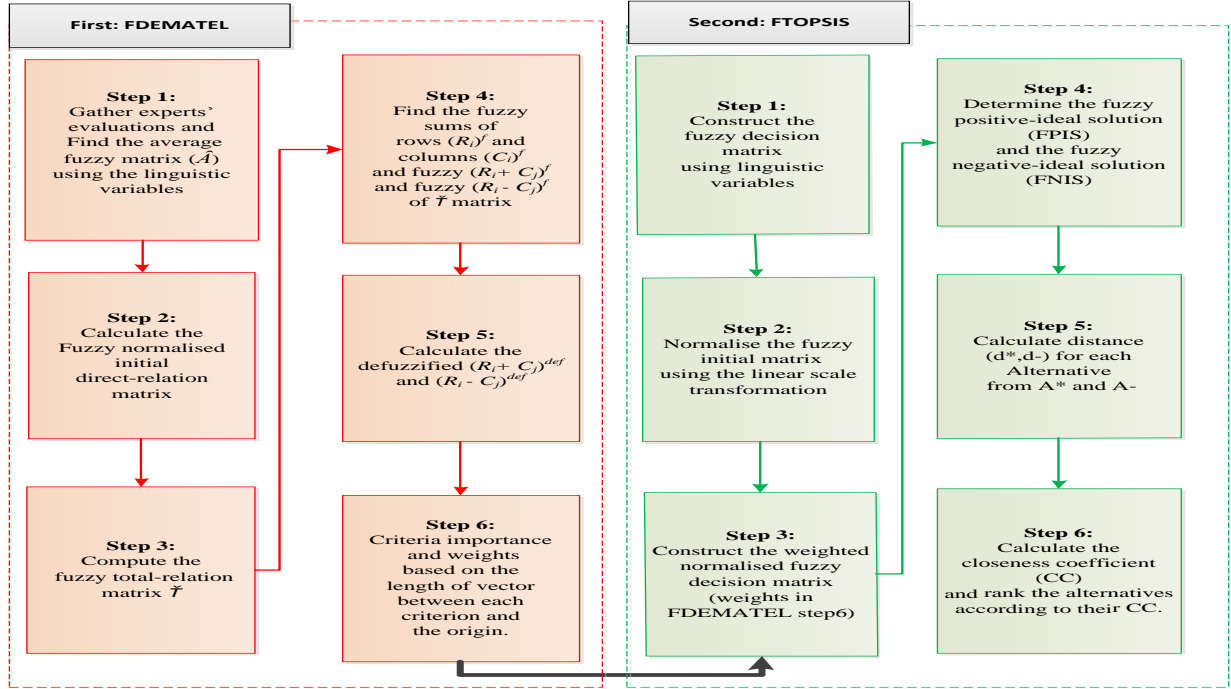 First: FDEMATEL
Step 1:
Gather experts’
evaluations and
Find the average
fuzzy matrix (Â)
using the linguistic
variables
Step 2:
Calculate the
Fuzzy normalised
initial
direct-relation
matrix
Step 3:
Compute the
fuzzy total-relation
matrix T̃
Step 4:
Find the fuzzy
sums of
rows (Ri)f and
columns (Ci)f
and fuzzy (Ri+ Cj)f
and fuzzy (Ri - Cj)f
of T̃ matrix
Step 5:
Calculate the
defuzzified (Ri+ Cj)def
and (Ri - Cj)def
Step 6:
Criteria importance
and weights
based on the
length of vector
between each
criterion and
the origin.
Second: FTOPSIS
Step 1:
Construct the
fuzzy decision
matrix
using linguistic
variables
Step 2:
Normalise the fuzzy
initial matrix
using the linear scale
transformation
Step 3:
Construct the weighted
normalised fuzzy
decision matrix
(weights in
FDEMATEL step6)
Step 4:
Determine the fuzzy
positive-ideal solution
(FPIS)
and the fuzzy
negative-ideal solution
(FNIS)
Step 5:
Calculate distance
(d*,d-) for each
Alternative
from A* and A-
Step 6:
Calculate the
closeness coefficient
(CC)
and rank the alternatives
according to their CC.